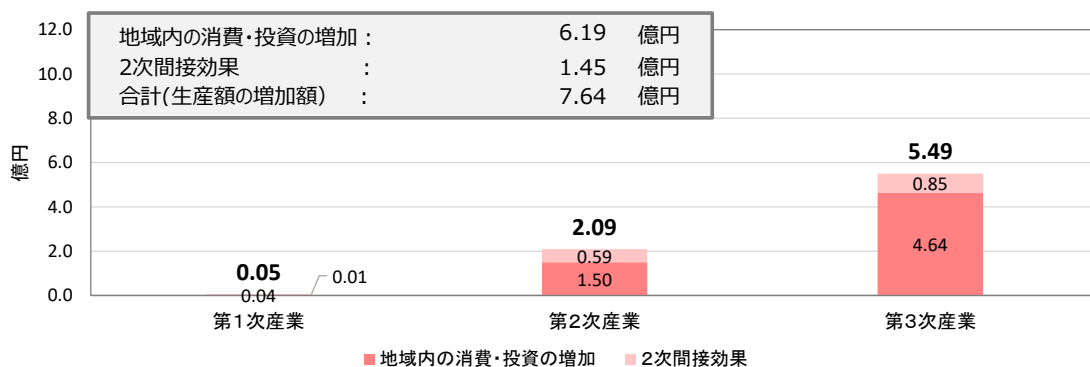 地域内の消費・投資の増加： 6.19 億円
2次間接効果 ： 1.45 億円
合計(生産額の増加額) ： 7.64 億円
億円
12.0
10.0
8.0
6.0
4.0
2.0
0.0
0.05
0.01
0.04
2.09
0.59
1.50
5.49
0.85
4.64
第1次産業 第2次産業 第3次産業
地域内の消費・投資の増加 2次間接効果